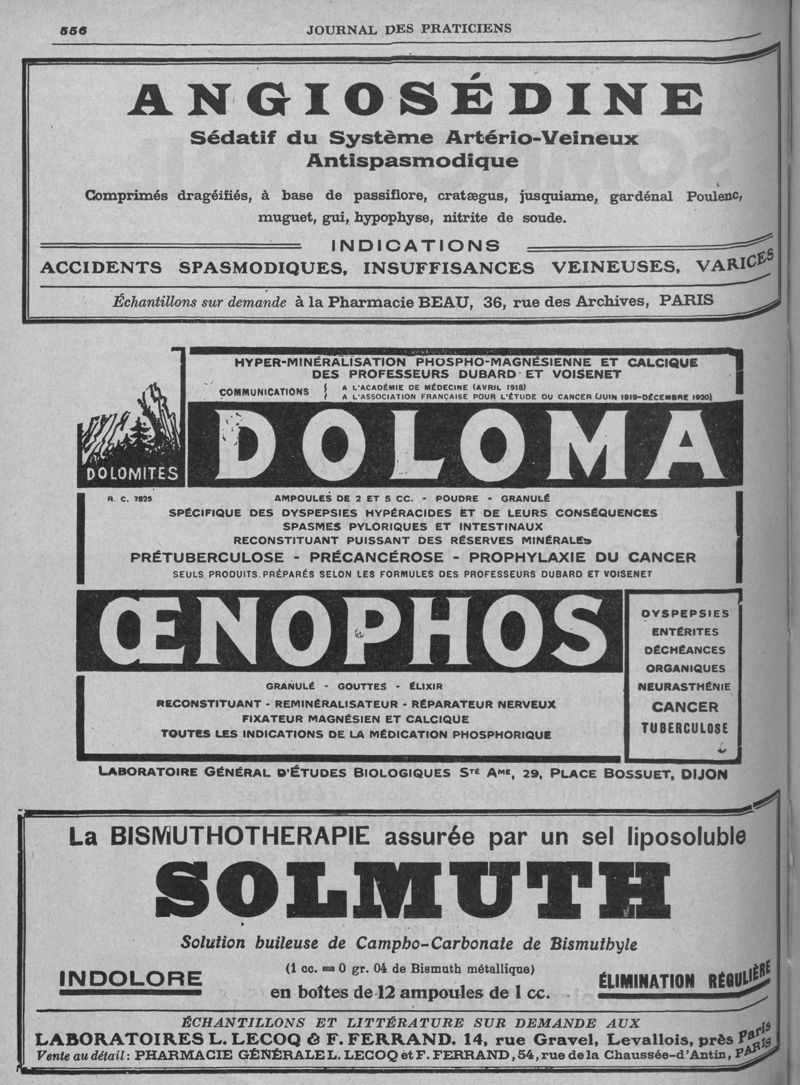 556
JOURNAL DES PRATICIENS
ANGIOSÉDINE
Sédatif du Système Artério-Veineux
Antispasmodique
Comprimés dragéifiés, à base de passiflore, cratægus, jusquiame, gardénal Poulenc,
muguet, gui, hypophyse, nitrite de soude.
INDICATIONS
ACCIDENTS SPASMODIQUES, INSUFFISANCES VEINEUSES, VARICES
Échantillons sur demande à la Pharmacie BEAU, 36, rue des Archives, PARIS
HYPER-MINÉRALISATION PHOSPHO-MAGNÉSIENNE ET CALCIQUE
DES PROFESSEURS DUBARD ET VOISENET
COMMUNICATIONS { A L'ACADÉMIE DE MÉDECINE (AVRIL 1918)
A L'ASSOCIATION FRANÇAISE POUR L'ÉTUDE DU CANCER (JUIN 1919-DÉCEMBRE 1920)
DOLOMITES
DOLOMA
R. C. 7825
AMPOULES DE 2 ET 5 CC. - POUDRE - GRANULÉ
SPÉCIFIQUE DES DYSPEPSIES HYPÉRACIDES ET DE LEURS CONSÉQUENCES
SPASMES PYLORIQUES ET INTESTINAUX
RECONSTITUANT PUISSANT DES RÉSERVES MINÉRALES
PRÉTUBERCULOSE - PRÉCANCÉROSE - PROPHYLAXIE DU CANCER
SEULS PRODUITS PRÉPARÉS SELON LES FORMULES DES PROFESSEURS DUBARD ET VOISENET
ŒNOPHOS
GRANULÉ - GOUTTES - ÉLIXIR
RECONSTITUANT - REMINÉRALISATEUR - RÉPARATEUR NERVEUX
FIXATEUR MAGNÉSIEN ET CALCIQUE
TOUTES LES INDICATIONS DE LA MÉDICATION PHOSPHORIQUE
DYSPEPSIES
ENTÉRITES
DÉCHÉANCES
ORGANIQUES
NEURASTHÉNIE
CANCER
TUBERCULOSE
LABORATOIRE GÉNÉRAL D'ÉTUDES BIOLOGIQUES Sté Ame, 29, PLACE BOSSUET, DIJON
La BISMUTHOTHERAPIE assurée par un sel liposoluble
SOLMUTH
Solution huileuse de Campho-Carbonate de Bismuthyle
INDOLORE
(1 cc. = 0 gr. 04 de Bismuth métallique)
en boîtes de 12 ampoules de 1 cc.
ÉLIMINATION RÉGULIÈRE
ÉCHANTILLONS ET LITTÉRATURE SUR DEMANDE AUX
LABORATOIRES L. LECOQ & F. FERRAND. 14, rue Gravel, Levallois, près Paris
Vente au détail : PHARMACIE GÉNÉRALE L. LECOQ et F. FERRAND, 54, rue de la Chaussée-d'Antin, PARIS